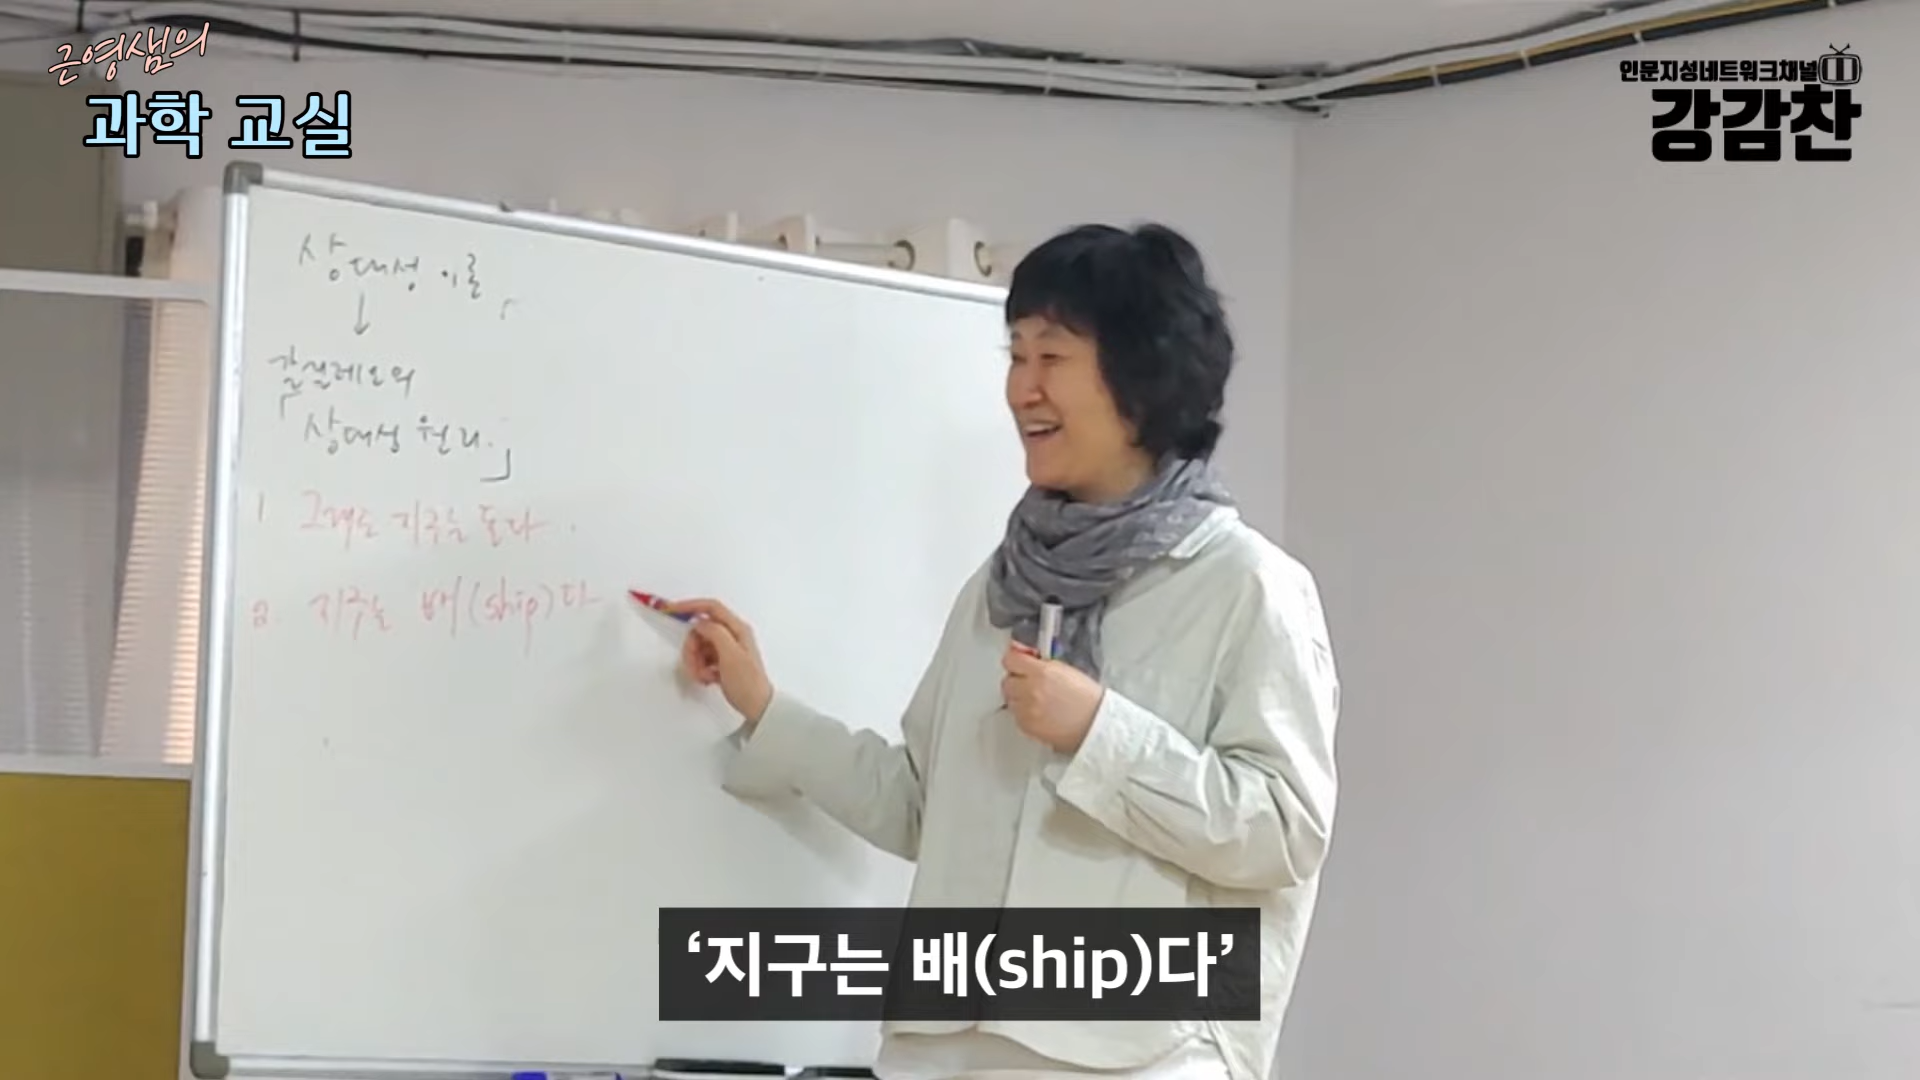 근영샘의
과학 교실
인문지성네트워크채널
강감찬
상대성 이론
↓
「갈릴레오의
상대성 원리.」
1 그래도 지구는 돈다.
2. 지구는 배(ship)다
‘지구는 배(ship)다’